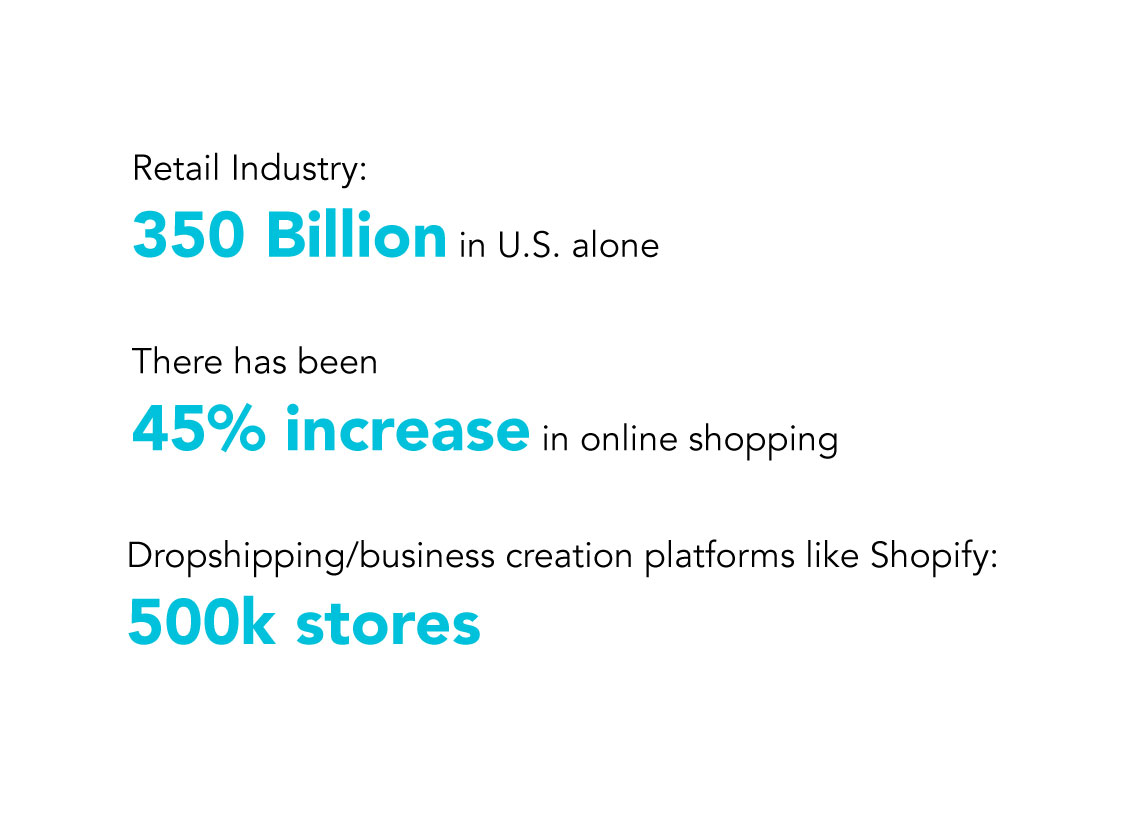 Retail Industry:
350 Billion in U.S. alone
There has been
45% increase in online shopping
Dropshipping/business creation platforms like Shopify:
500k stores